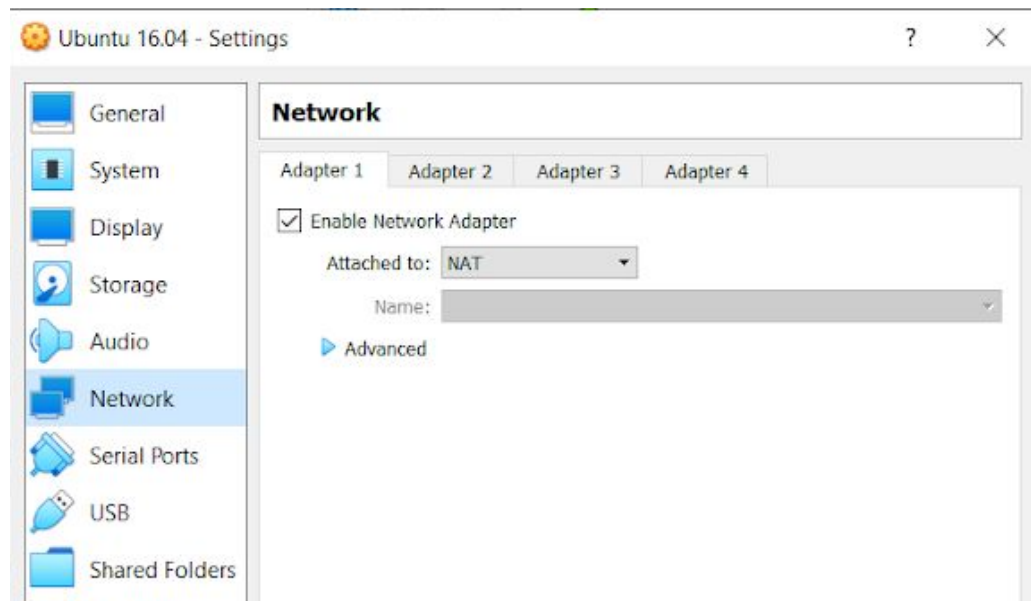 Ubuntu 16.04 - Settings
?
General
System
Display
Storage
Audio
Network
Serial Ports
USB
Shared Folders
Network
Adapter 1
Adapter 2
Adapter 3
Adapter 4
Enable Network Adapter
Attached to: NAT
Name:
Advanced